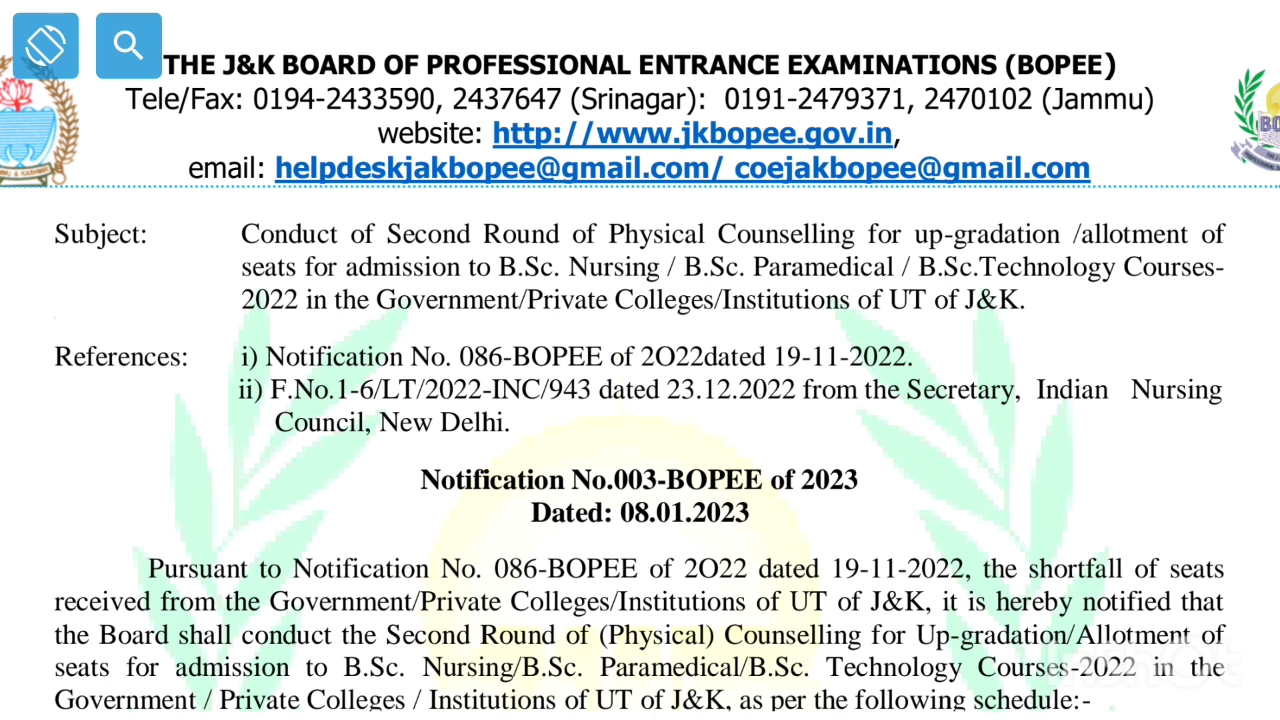 THE J&K BOARD OF PROFESSIONAL ENTRANCE EXAMINATIONS (BOPEE)
Tele/Fax: 0194-2433590, 2437647 (Srinagar): 0191-2479371, 2470102 (Jammu)
website: http://www.jkbopee.gov.in,
email: helpdeskjakbopee@gmail.com/ coejakbopee@gmail.com
Subject: Conduct of Second Round of Physical Counselling for up-gradation /allotment of
seats for admission to B.Sc. Nursing / B.Sc. Paramedical / B.Sc.Technology Courses-
2022 in the Government/Private Colleges/Institutions of UT of J&K.
References: i) Notification No. 086-BOPEE of 2O22dated 19-11-2022.
ii) F.No.1-6/LT/2022-INC/943 dated 23.12.2022 from the Secretary, Indian Nursing
Council, New Delhi.
Notification No.003-BOPEE of 2023
Dated: 08.01.2023
Pursuant to Notification No. 086-BOPEE of 2O22 dated 19-11-2022, the shortfall of seats
received from the Government/Private Colleges/Institutions of UT of J&K, it is hereby notified that
the Board shall conduct the Second Round of (Physical) Counselling for Up-gradation/Allotment of
seats for admission to B.Sc. Nursing/B.Sc. Paramedical/B.Sc. Technology Courses-2022 in the
Government / Private Colleges / Institutions of UT of J&K, as per the following schedule:-